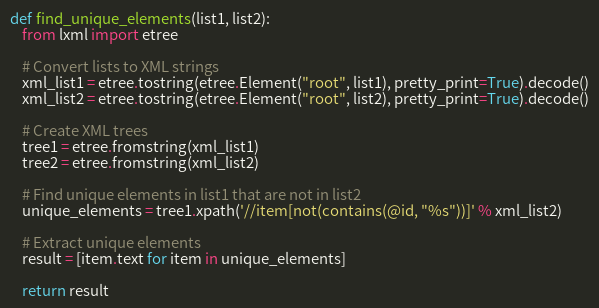 def find_unique_elements(list1, list2):
from lxml import etree
# Convert lists to XML strings
xml_list1 = etree.tostring(etree.Element("root", list1), pretty_print=True).decode()
xml_list2 = etree.tostring(etree.Element("root", list2), pretty_print=True).decode()
# Create XML trees
tree1 = etree.fromstring(xml_list1)
tree2 = etree.fromstring(xml_list2)
# Find unique elements in list1 that are not in list2
unique_elements = tree1.xpath('//item[not(contains(@id, "%s"))]' % xml_list2)
# Extract unique elements
result = [item.text for item in unique_elements]
return result